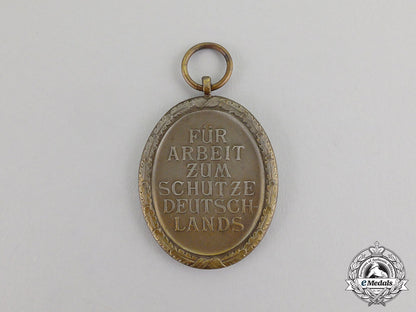 FÜR
ARBEIT
ZUM
SCHUTZE
DEUTSCH-
LANDS
eMedals